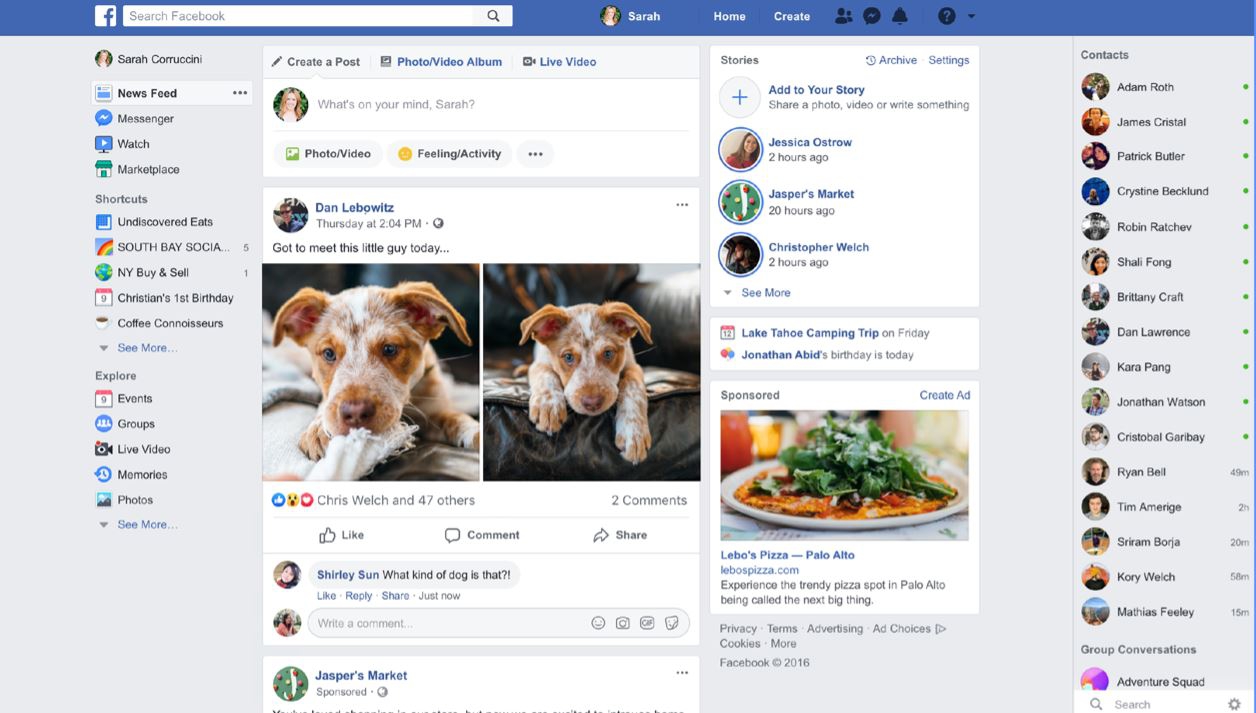 Search Facebook
Sarah
Home
Create
Sarah Corruccini
News Feed
Messenger
Watch
Marketplace
Shortcuts
Undiscovered Eats
SOUTH BAY SOCIA... 5
NY Buy & Sell 1
Christian's 1st Birthday
Coffee Connoisseurs
See More...
Explore
Events
Groups
Live Video
Memories
Photos
See More...
Create a Post
Photo/Video Album
Live Video
What's on your mind, Sarah?
Photo/Video
Feeling/Activity
Dan Lebowitz
Thursday at 2:04 PM ·
Got to meet this little guy today...
Chris Welch and 47 others
2 Comments
Like
Comment
Share
Shirley Sun What kind of dog is that?!
Like · Reply · Share · Just now
Write a comment...
GIF
Jasper's Market
Sponsored ·
Stories
Archive · Settings
Add to Your Story
Share a photo, video or write something
Jessica Ostrow
2 hours ago
Jasper's Market
20 hours ago
Christopher Welch
2 hours ago
See More
12 Lake Tahoe Camping Trip on Friday
Jonathan Abid's birthday is today
Sponsored
Create Ad
Lebo's Pizza — Palo Alto
lebospizza.com
Experience the trendy pizza spot in Palo Alto
being called the next big thing.
Privacy · Terms · Advertising · Ad Choices
Cookies · More
Facebook © 2016
Contacts
Adam Roth
James Cristal
Patrick Butler
Crystine Becklund
Robin Ratchev
Shali Fong
Brittany Craft
Dan Lawrence
Kara Pang
Jonathan Watson
Cristobal Garibay
Ryan Bell 49m
Tim Amerige 2h
Sriram Borja 20m
Kory Welch 58m
Mathias Feeley 15m
Group Conversations
Adventure Squad
Search